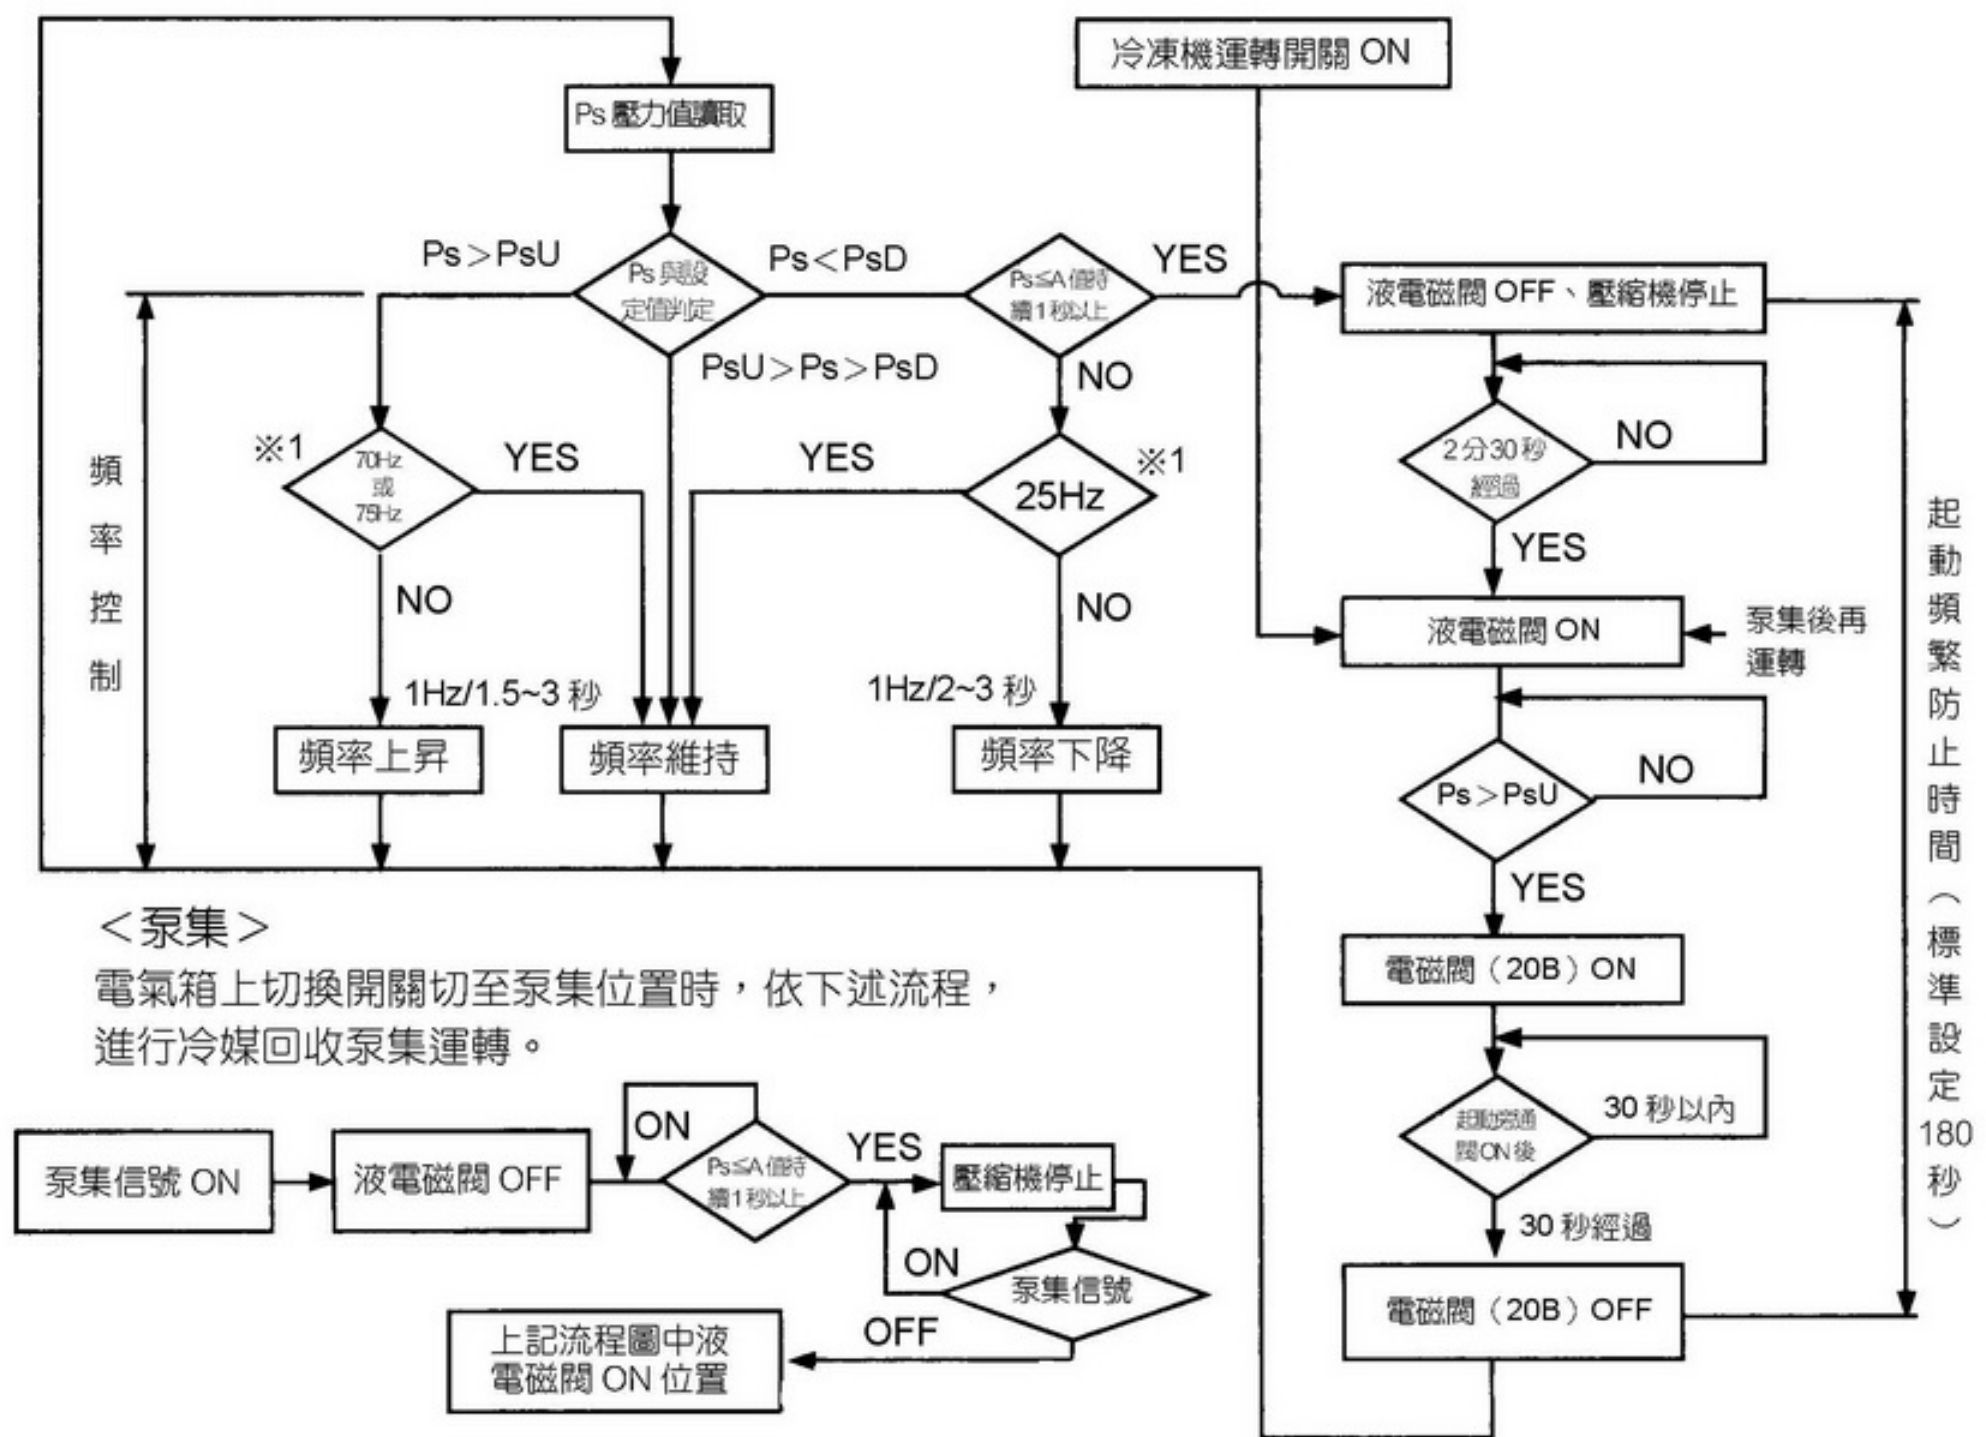 冷凍機運轉開關 ON
Ps 壓力值讀取
Ps＞PsU
Ps 與設
定值判定
Ps＜PsD
PsU＞Ps＞PsD
Ps≦A 值持
續1秒以上
YES
NO
液電磁閥 OFF、壓縮機停止
2分30秒
經過
NO
YES
※1
70Hz
或
75Hz
YES
NO
YES
25Hz
※1
NO
頻率控制
1Hz/1.5~3 秒
1Hz/2~3 秒
頻率上昇
頻率維持
頻率下降
液電磁閥 ON
泵集後再
運轉
Ps＞PsU
NO
YES
電磁閥（20B）ON
起動旁通
閥ON後
30 秒以內
30 秒經過
電磁閥（20B）OFF
起動頻繁防止時間（標準設定180秒）
＜泵集＞
電氣箱上切換開關切至泵集位置時，依下述流程，
進行冷媒回收泵集運轉。
泵集信號 ON
液電磁閥 OFF
ON
Ps≦A 值持
續1秒以上
YES
壓縮機停止
ON
泵集信號
OFF
上記流程圖中液
電磁閥 ON 位置